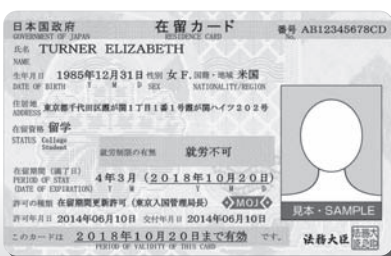 日本国政府 在留カード 番号 AB12345678CD
GOVERNMENT OF JAPAN RESIDENCE CARD No.
氏名 TURNER ELIZABETH
NAME
生年月日 1985年12月31日 性別 女 F. 国籍・地域 米国
DATE OF BIRTH Y M D SEX NATIONALITY/REGION
住居地 東京都千代田区霞が関1丁目1番1号霞が関ハイツ202号
ADDRESS
在留資格 留学
STATUS College
Student
就労制限の有無 就労不可
在留期間（満了日） 4年3月（2018年10月20日）
PERIOD OF STAY
(DATE OF EXPIRATION) Y M Y M D
許可の種類 在留期間更新許可（東京入国管理局長） MOJ
許可年月日 2014年06月10日 交付年月日 2014年06月10日
見本・SAMPLE
このカードは 2018年10月20日まで有効 です。
PERIOD OF VALIDITY OF THIS CARD
法務大臣